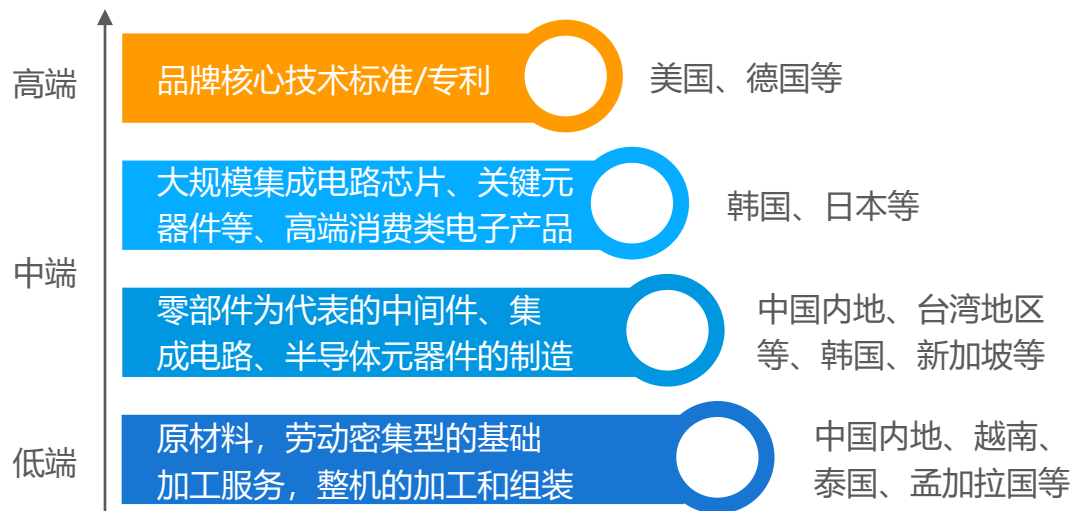 高端
品牌核心技术标准/专利
美国、德国等
大规模集成电路芯片、关键元
器件等、高端消费类电子产品
韩国、日本等
中端
零部件为代表的中间件、集
成电路、半导体元器件的制造
中国内地、台湾地区
等、韩国、新加坡等
低端
原材料，劳动密集型的基础
加工服务，整机的加工和组装
中国内地、越南、
泰国、孟加拉国等